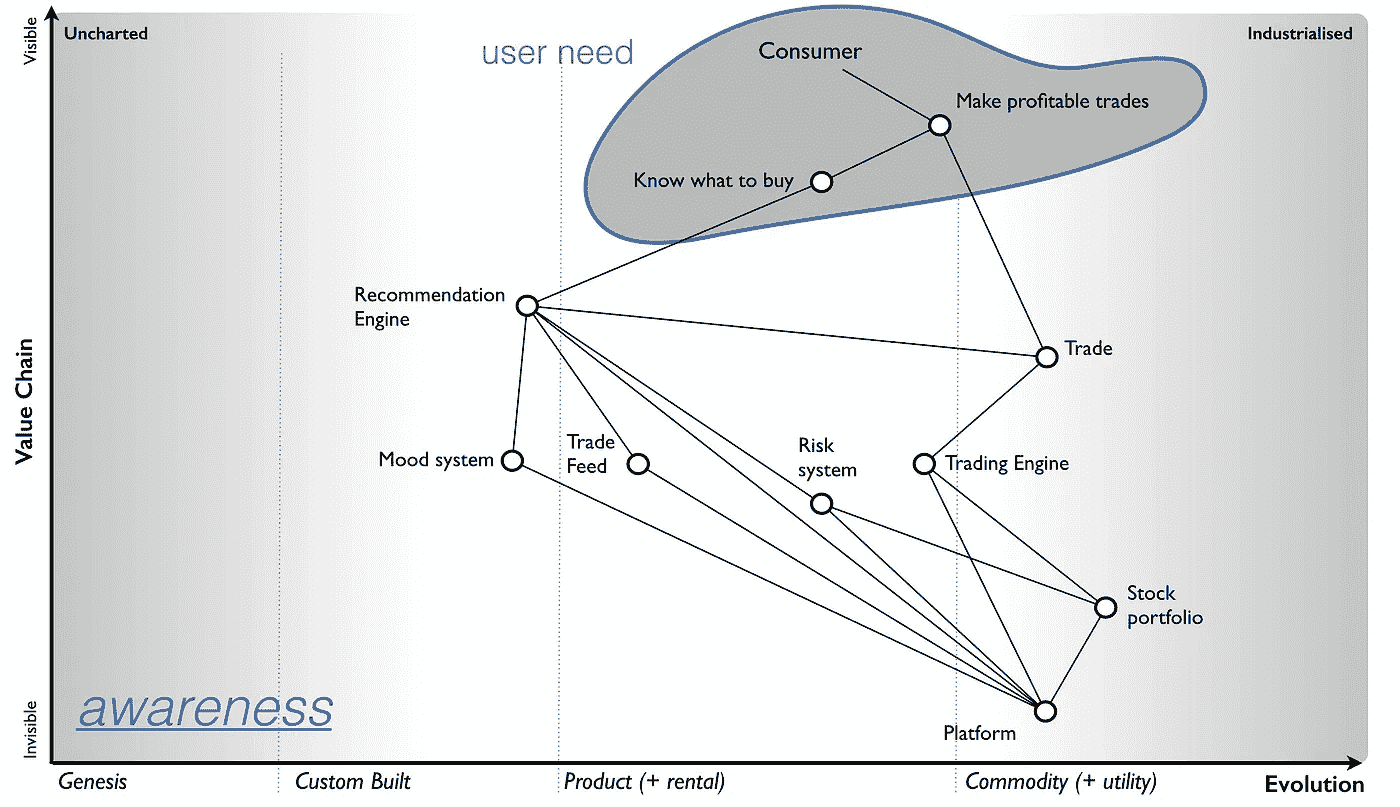 Visible
Uncharted
user need
Consumer
Industrialised
Make profitable trades
Know what to buy
Recommendation
Engine
Trade
Value Chain
Mood system
Trade
Feed
Risk
system
Trading Engine
Stock
portfolio
awareness
Invisible
Platform
Genesis
Custom Built
Product (+ rental)
Commodity (+ utility)
Evolution